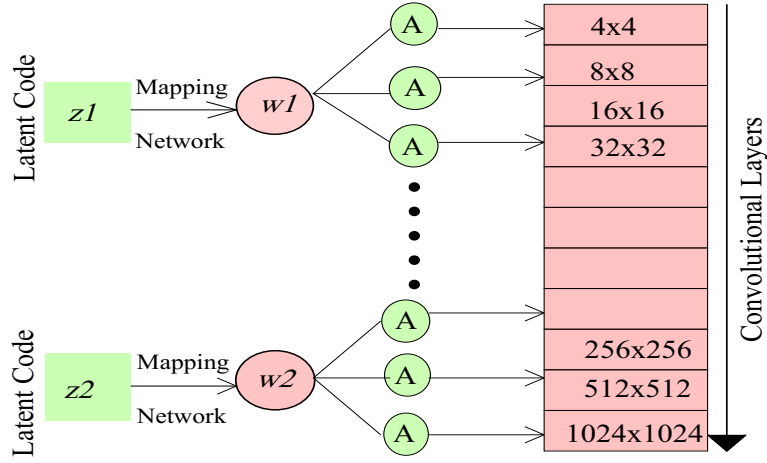 Latent Code
z1
Mapping
Network
w1
A
A
A
4x4
8x8
16x16
32x32
Convolutional Layers
Latent Code
z2
Mapping
Network
w2
A
A
A
256x256
512x512
1024x1024